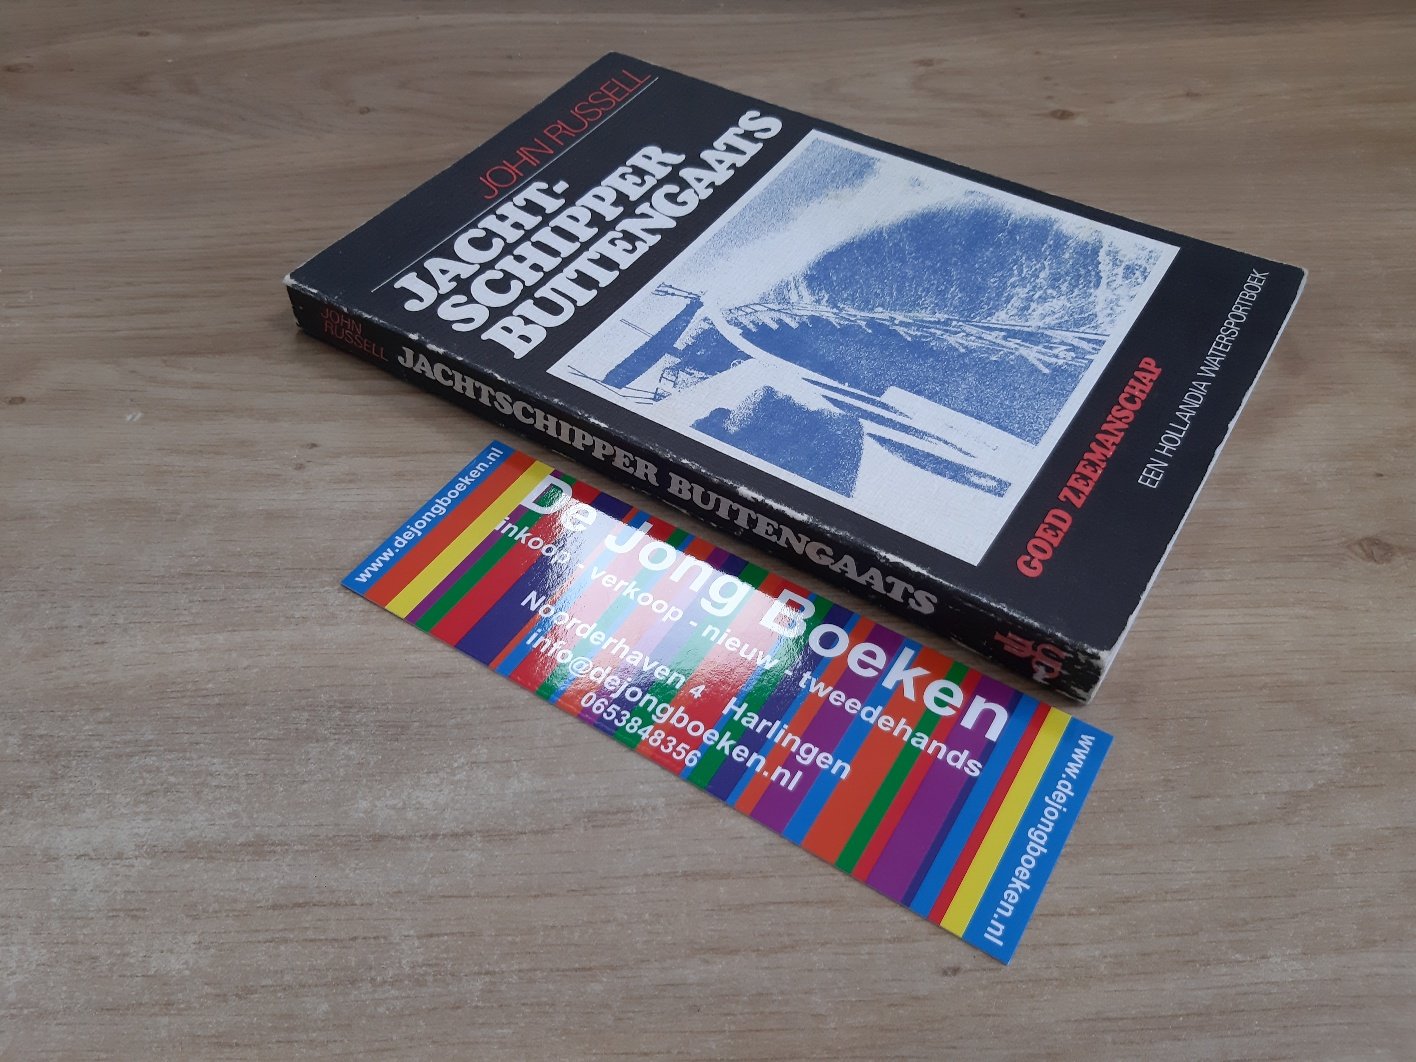 JOHN RUSSELL
JACHT-
SCHIPPER
BUITENGAATS
GOED ZEEMANSCHAP
EEN HOLLANDIA WATERSPORTBOEK
JOHN
RUSSELL
JACHTSCHIPPER BUITENGAATS
www.dejongboeken.nl
De Jong Boeken
inkoop - verkoop - nieuw - tweedehands
Noorderhaven 4 Harlingen
info@dejongboeken.nl
0653848356
www.dejongboeken.nl